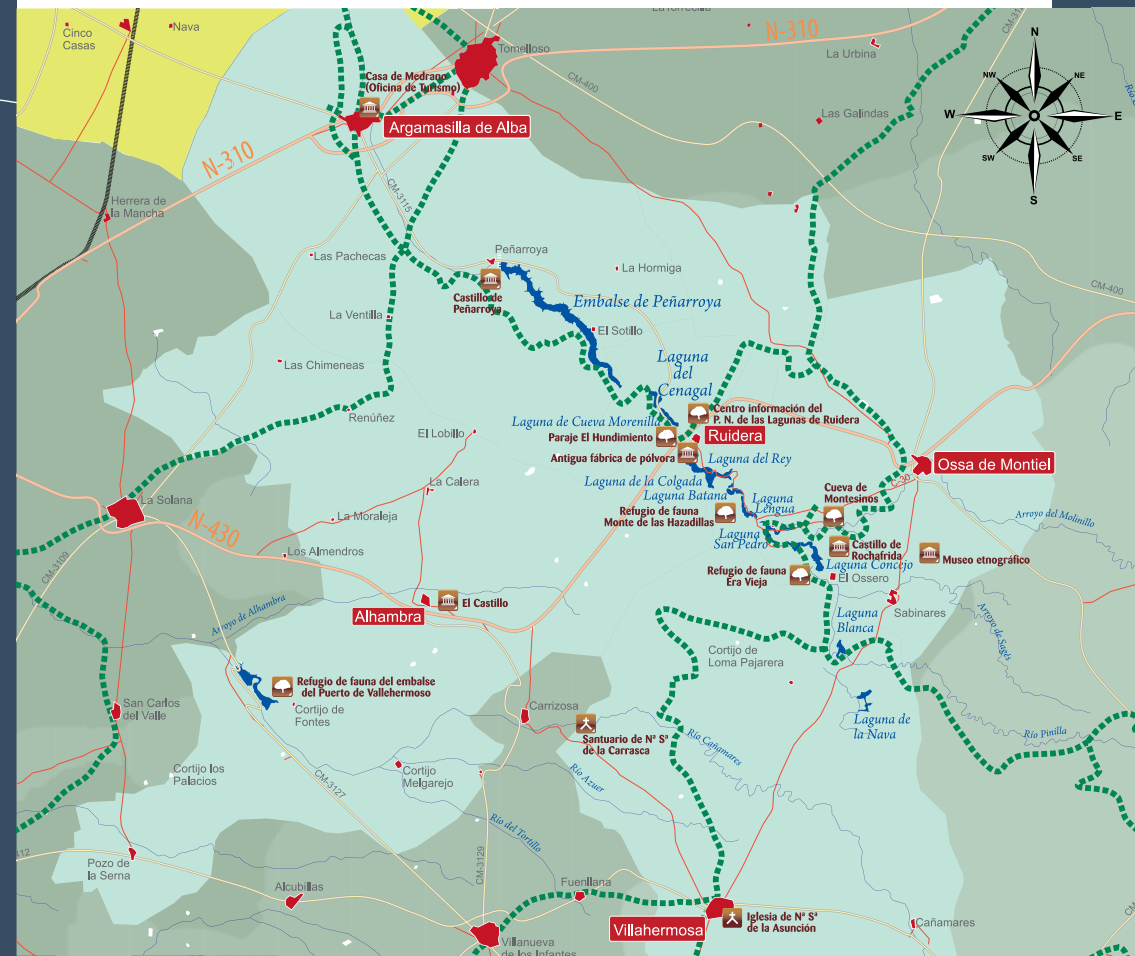 Cinco
Casas
Nava
La Torrecilla
N-310
La Urbina
Tomelloso
CM-400
Casa de Medrano
(Oficina de Turismo)
Argamasilla de Alba
Las Galindas
N
NE
E
SE
S
SW
W
NW
N-310
CM-3115
Herrera de
la Mancha
Las Pachecas
Peñarroya
La Hormiga
CM-400
Castillo de
Peñarroya
Embalse de Peñarroya
La Ventilla
El Sotillo
Las Chimeneas
Laguna
del
Cenagal
Renúñez
Centro información del
P. N. de las Lagunas de Ruidera
Laguna de Cueva Morenilla
El Lobillo
Paraje El Hundimiento
Ruidera
Antigua fábrica de pólvora
Laguna del Rey
Ossa de Montiel
Laguna de la Colgada
La Calera
Laguna Batana
Cueva de
Montesinos
La Solana
Refugio de fauna
Monte de las Hazadillas
Laguna
Lengua
Arroyo del Molinillo
La Moraleja
N-430
Laguna
San Pedro
Castillo de
Rochafrida
Museo etnográfico
Los Almendros
CM-3109
Laguna Concejo
Refugio de fauna
Era Vieja
El Ossero
Arroyo de Alhambra
El Castillo
Alhambra
Sabinares
Laguna
Blanca
Arroyo de Sagés
Cortijo de
Loma Pajarera
Refugio de fauna del embalse
del Puerto de Vallehermoso
San Carlos
del Valle
Cortijo de
Fontes
Carrizosa
Laguna de
la Nava
Santuario de Nª Sª
de la Carrasca
Río Cañamares
Río Pinilla
Cortijo los
Palacios
Cortijo
Melgarejo
Río Azuer
CM-3127
Río del Tortillo
CM-3129
Pozo de
la Serna
Alcubillas
Fuenllana
Iglesia de Nª Sª
de la Asunción
Villahermosa
Cañamares
Villanueva
de los Infantes